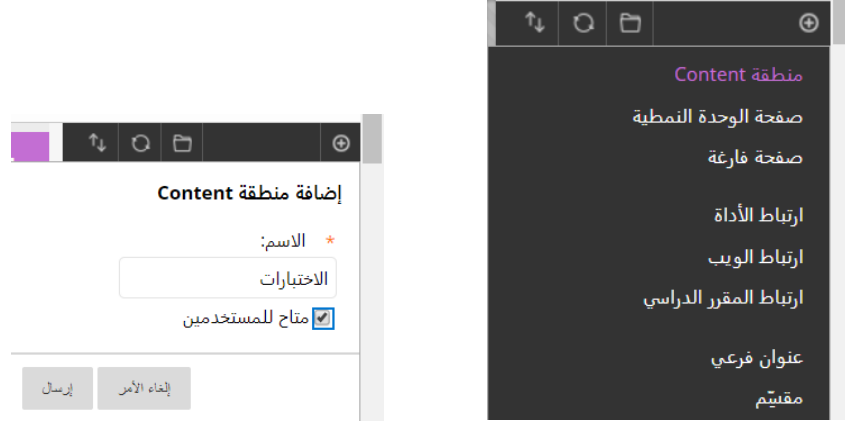 منطقة Content
صفحة الوحدة النمطية
صفحة فارغة
ارتباط الأداة
ارتباط الويب
ارتباط المقرر الدراسي
عنوان فرعي
مقسِّم
إضافة منطقة Content
* الاسم:
الاختبارات
متاح للمستخدمين
إلغاء الأمر
إرسال